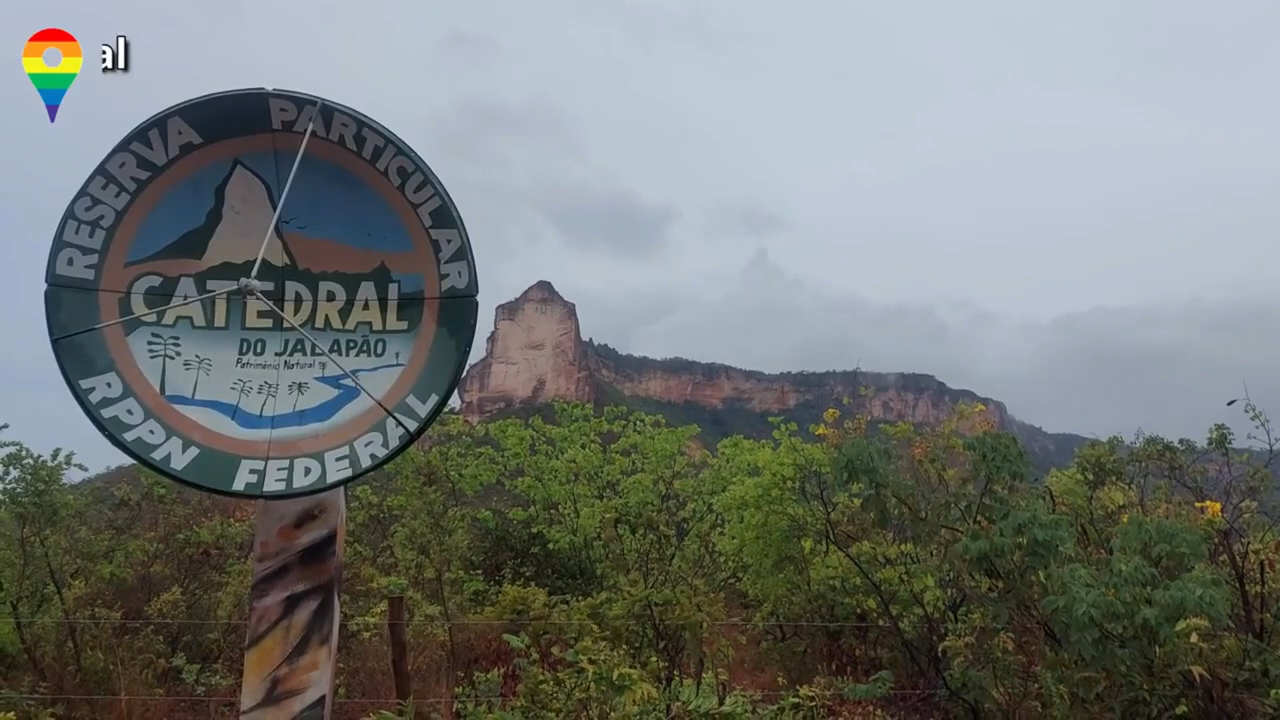 al
RESERVA PARTICULAR
CATEDRAL
DO JALAPÃO
Patrimônio Natural
RPPN FEDERAL